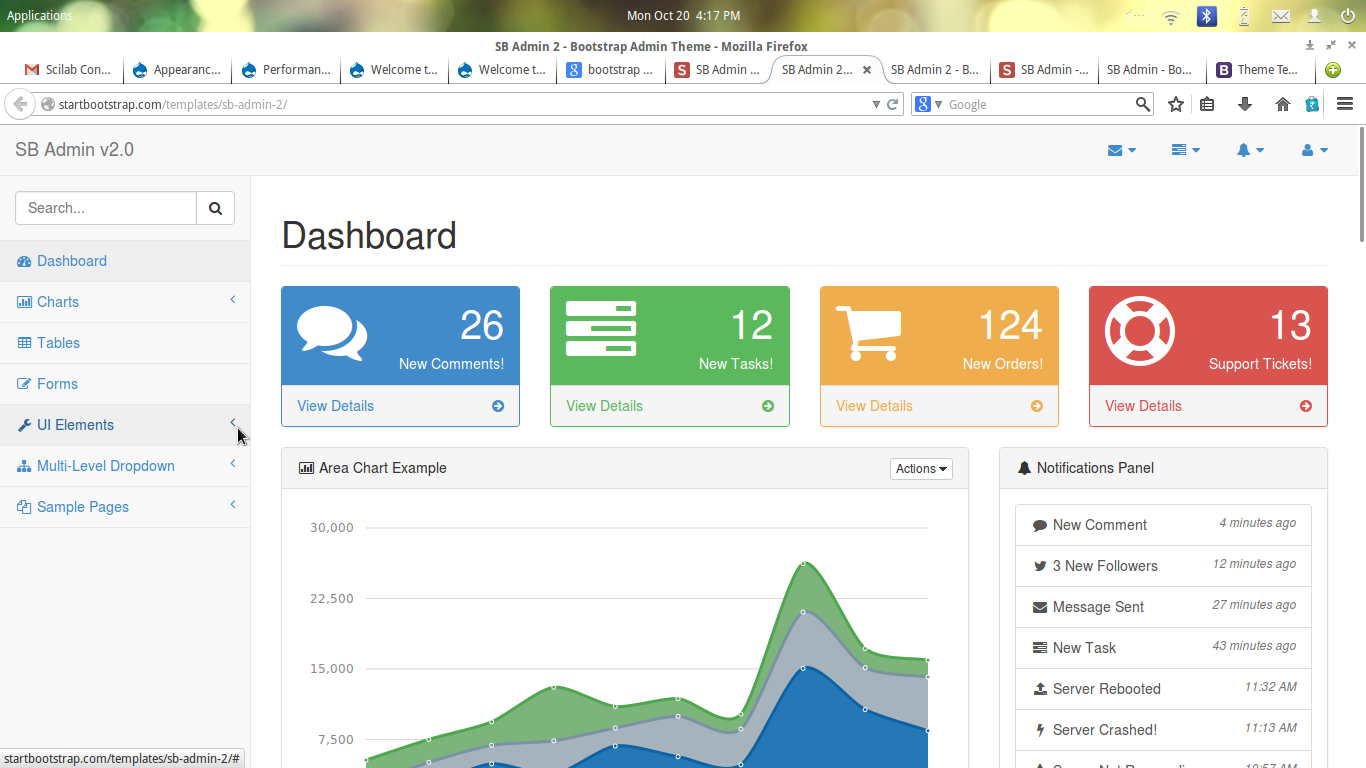 Applications
Mon Oct 20 4:17 PM
SB Admin 2 - Bootstrap Admin Theme - Mozilla Firefox
Scilab Con... Appearanc... Performan... Welcome t... Welcome t... bootstrap ... SB Admin ... SB Admin 2... SB Admin 2 - B... SB Admin -... SB Admin - Bo... Theme Te...
startbootstrap.com/templates/sb-admin-2/
Google
SB Admin v2.0
Search...
Dashboard
Charts
Tables
Forms
UI Elements
Multi-Level Dropdown
Sample Pages
Dashboard
26
New Comments!
View Details
12
New Tasks!
View Details
124
New Orders!
View Details
13
Support Tickets!
View Details
Area Chart Example
Actions
30,000
22,500
15,000
7,500
Notifications Panel
New Comment 4 minutes ago
3 New Followers 12 minutes ago
Message Sent 27 minutes ago
New Task 43 minutes ago
Server Rebooted 11:32 AM
Server Crashed! 11:13 AM
startbootstrap.com/templates/sb-admin-2/#